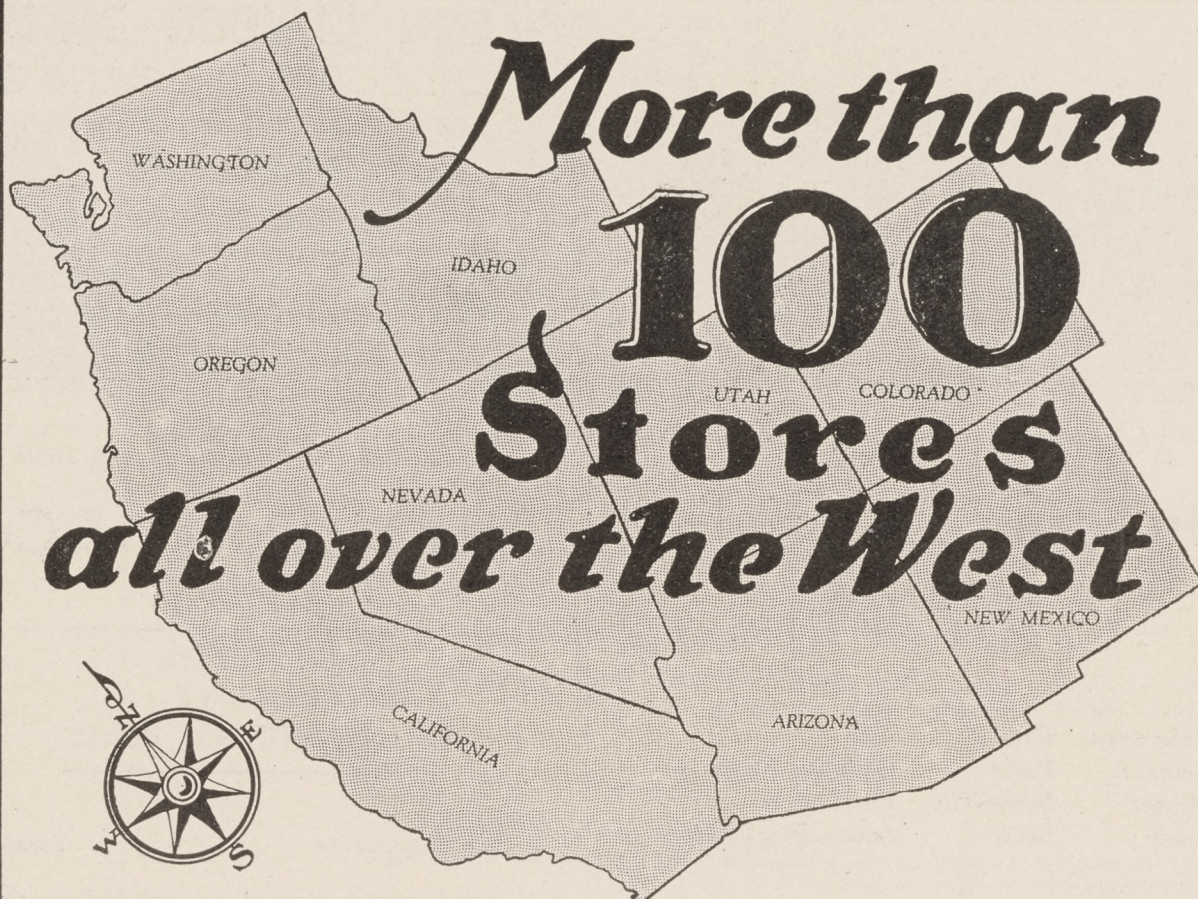 More than
100
Stores
all over the West
WASHINGTON
IDAHO
OREGON
UTAH
COLORADO
NEVADA
NEW MEXICO
CALIFORNIA
ARIZONA
N
E
W
S